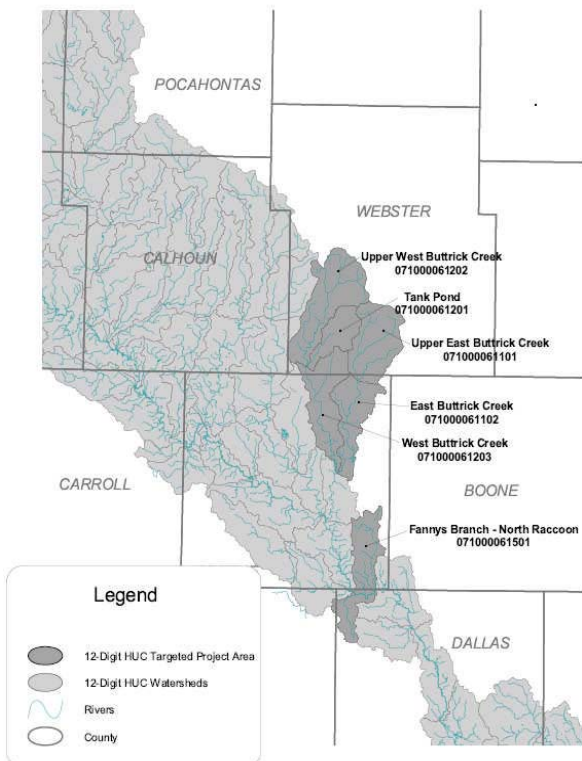 POCAHONTAS
WEBSTER
CALHOUN
Upper West Buttrick Creek
071000061202
Tank Pond
071000061201
Upper East Buttrick Creek
071000061101
East Buttrick Creek
071000061102
West Buttrick Creek
071000061203
CARROLL
BOONE
Fannys Branch - North Raccoon
071000061501
Legend
12-Digit HUC Targeted Project Area
12-Digit HUC Watersheds
Rivers
County
DALLAS